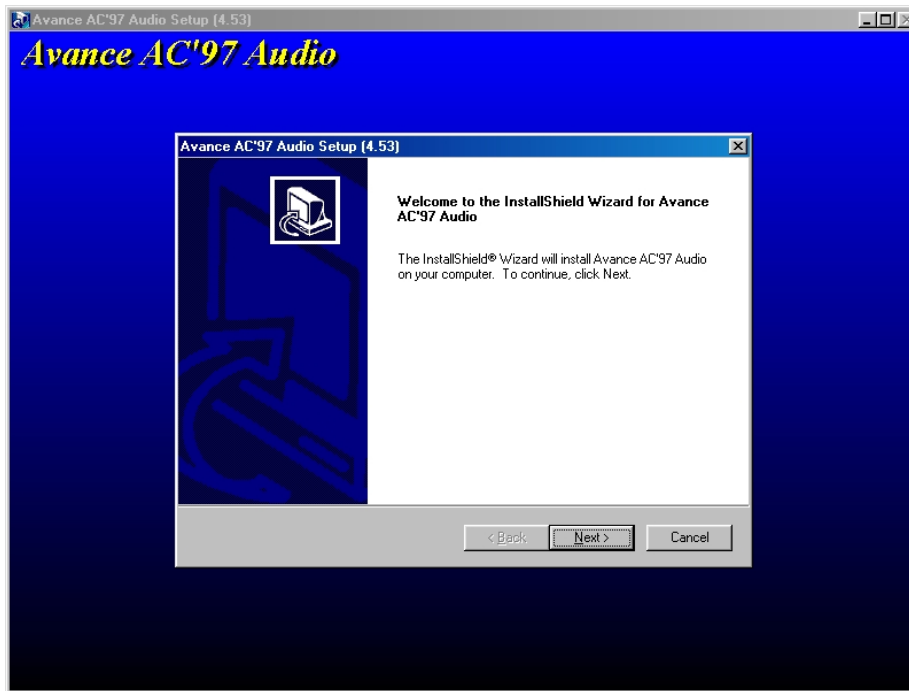 Avance AC'97 Audio Setup (4.53)
Avance AC'97 Audio
Avance AC'97 Audio Setup (4.53)
Welcome to the InstallShield Wizard for Avance
AC'97 Audio
The InstallShield® Wizard will install Avance AC'97 Audio
on your computer.  To continue, click Next.
< Back
Next >
Cancel